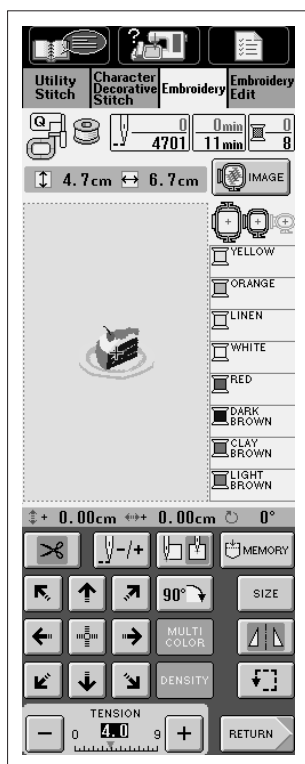 Utility Stitch
Character Decorative Stitch
Embroidery
Embroidery Edit
Q
0
4701
0min
11min
0
8
4.7cm 6.7cm
IMAGE
YELLOW
ORANGE
LINEN
WHITE
RED
DARK BROWN
CLAY BROWN
LIGHT BROWN
+ 0.00cm + 0.00cm 0°
-/+
MEMORY
90°
SIZE
MULTI COLOR
DENSITY
TENSION
- 0 4.0 9 +
RETURN